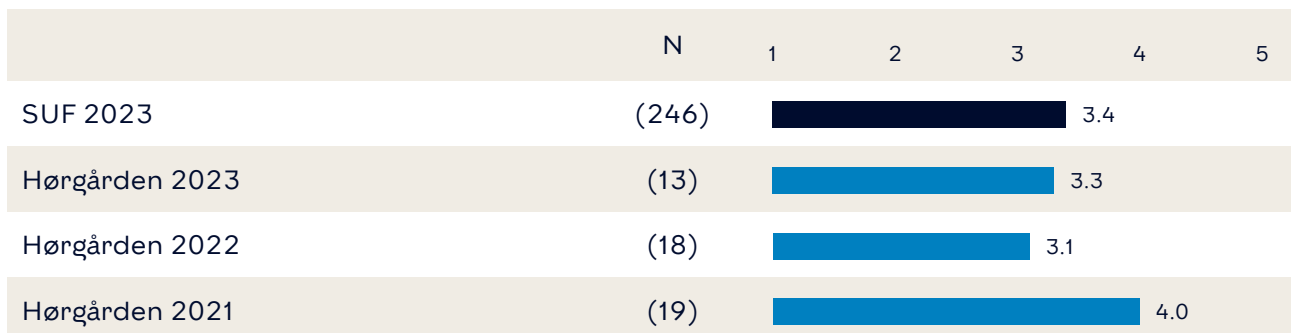 N 1 2 3 4 5
SUF 2023 (246) 3.4
Hørgården 2023 (13) 3.3
Hørgården 2022 (18) 3.1
Hørgården 2021 (19) 4.0